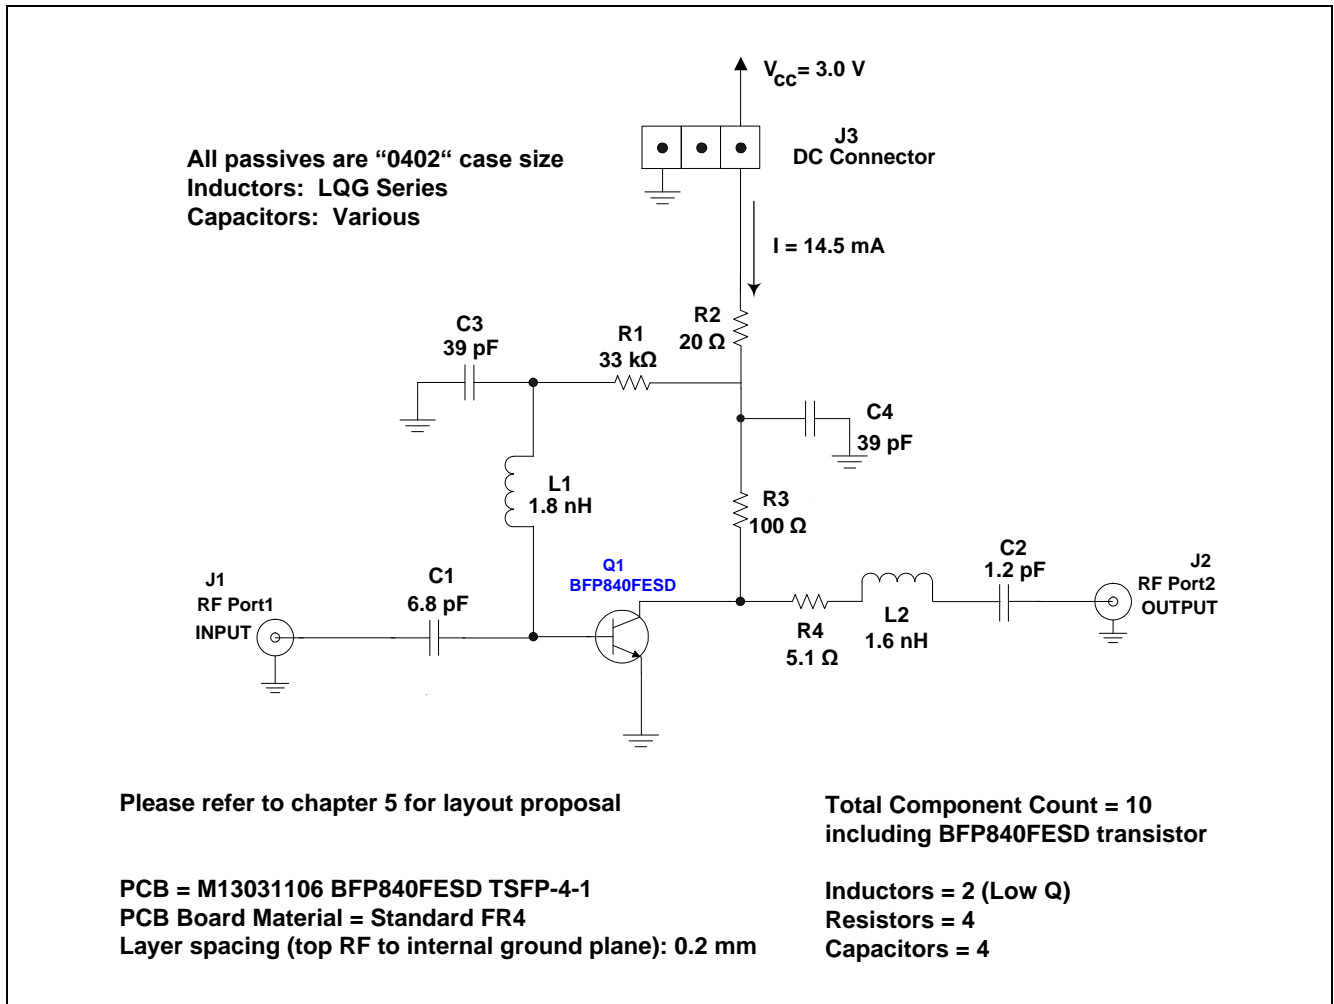 V_CC = 3.0 V
J3
DC Connector
All passives are “0402“ case size
Inductors: LQG Series
Capacitors: Various
I = 14.5 mA
R2
20 Ω
C3
39 pF
R1
33 kΩ
C4
39 pF
L1
1.8 nH
R3
100 Ω
Q1
BFP840FESD
C2
1.2 pF
J2
RF Port2
OUTPUT
J1
RF Port1
INPUT
C1
6.8 pF
R4
5.1 Ω
L2
1.6 nH
Please refer to chapter 5 for layout proposal
Total Component Count = 10
including BFP840FESD transistor
PCB = M13031106 BFP840FESD TSFP-4-1
PCB Board Material = Standard FR4
Layer spacing (top RF to internal ground plane): 0.2 mm
Inductors = 2 (Low Q)
Resistors = 4
Capacitors = 4